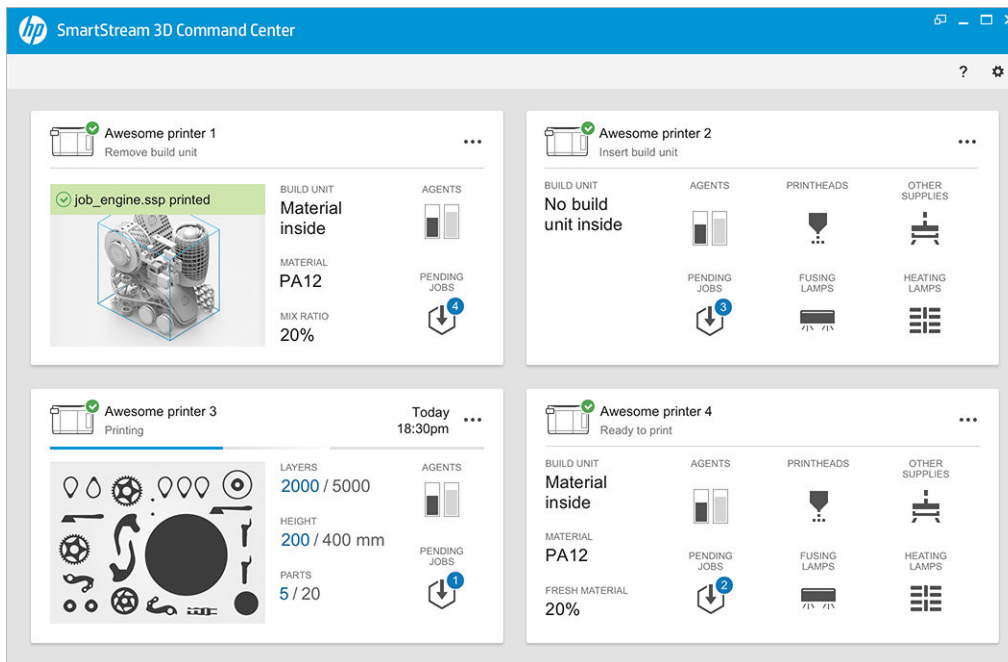 hp SmartStream 3D Command Center
?
Awesome printer 1
Remove build unit
job_engine.ssp printed
BUILD UNIT
Material
inside
MATERIAL
PA12
MIX RATIO
20%
AGENTS
PENDING
JOBS
4
Awesome printer 2
Insert build unit
BUILD UNIT
No build
unit inside
AGENTS
PRINTHEADS
OTHER
SUPPLIES
PENDING
JOBS
3
FUSING
LAMPS
HEATING
LAMPS
Awesome printer 3
Printing
Today
18:30pm
LAYERS
2000 / 5000
HEIGHT
200 / 400 mm
PARTS
5 / 20
AGENTS
PENDING
JOBS
1
Awesome printer 4
Ready to print
BUILD UNIT
Material
inside
MATERIAL
PA12
FRESH MATERIAL
20%
AGENTS
PRINTHEADS
OTHER
SUPPLIES
PENDING
JOBS
2
FUSING
LAMPS
HEATING
LAMPS